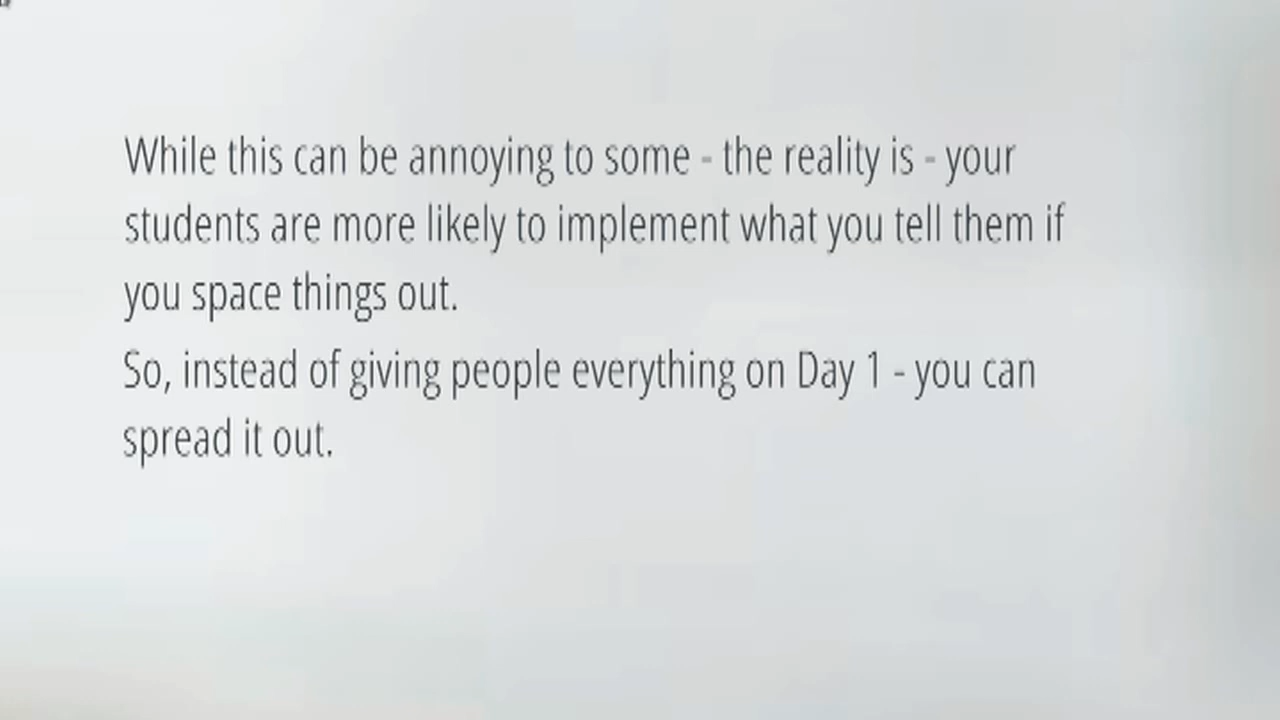 While this can be annoying to some - the reality is - your
students are more likely to implement what you tell them if
you space things out.
So, instead of giving people everything on Day 1 - you can
spread it out.